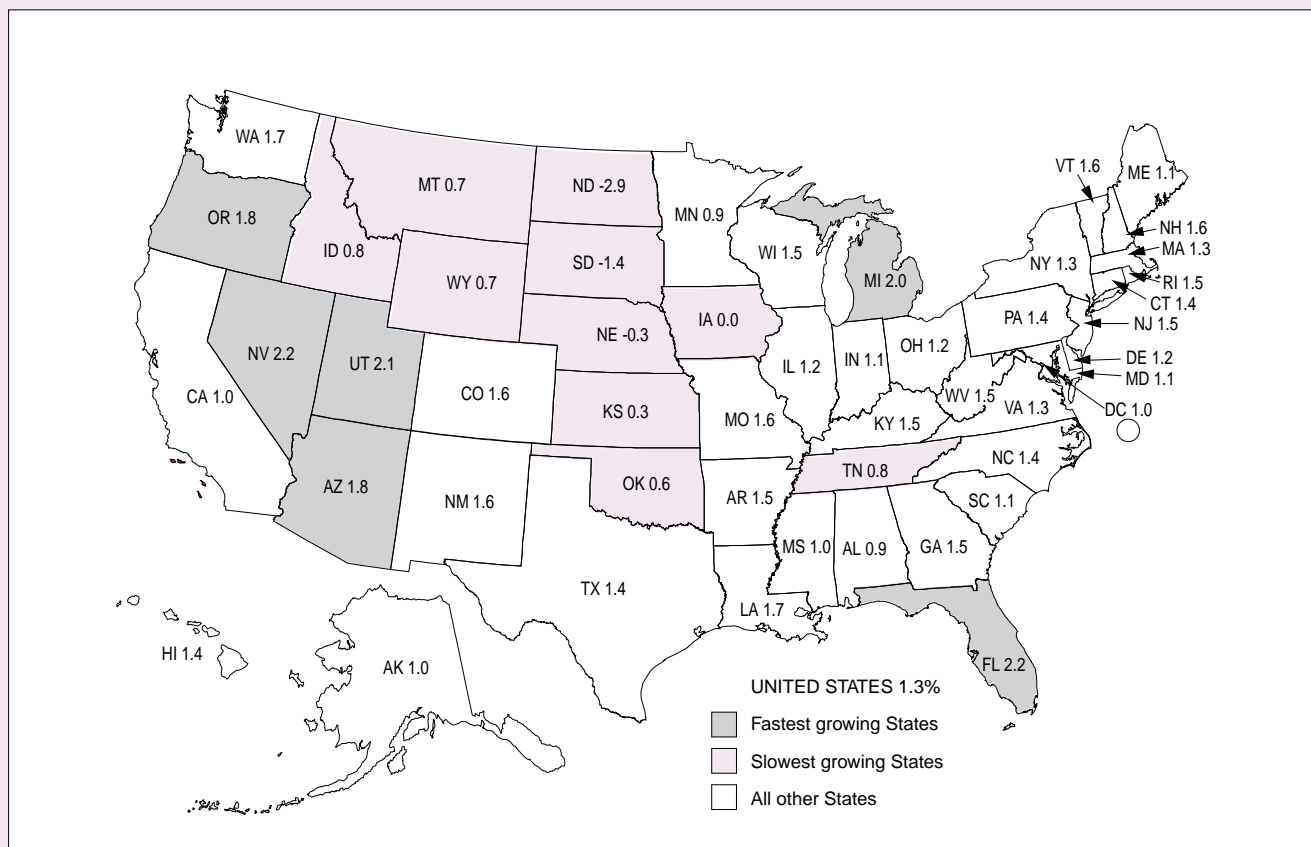 WA 1.7
VT 1.6
ME 1.1
MT 0.7
ND -2.9
OR 1.8
MN 0.9
NH 1.6
ID 0.8
WI 1.5
MA 1.3
SD -1.4
NY 1.3
WY 0.7
MI 2.0
RI 1.5
CT 1.4
IA 0.0
PA 1.4
NJ 1.5
NE -0.3
NV 2.2
UT 2.1
OH 1.2
IL 1.2
IN 1.1
DE 1.2
MD 1.1
CA 1.0
CO 1.6
WV 1.5
VA 1.3
DC 1.0
KS 0.3
MO 1.6
KY 1.5
NC 1.4
TN 0.8
AZ 1.8
OK 0.6
NM 1.6
AR 1.5
SC 1.1
MS 1.0
AL 0.9
GA 1.5
TX 1.4
LA 1.7
HI 1.4
AK 1.0
FL 2.2
UNITED STATES 1.3%
Fastest growing States
Slowest growing States
All other States